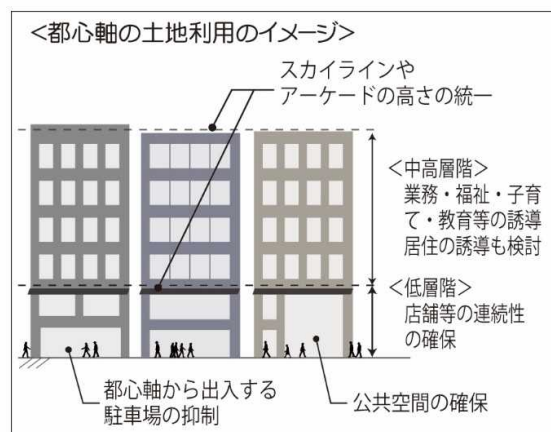 <都心軸の土地利用のイメージ>
スカイラインや
アーケードの高さの統一
<中高層階>
業務・福祉・子育
て・教育等の誘導
居住の誘導も検討
<低層階>
店舗等の連続性
の確保
都心軸から出入する
駐車場の抑制
公共空間の確保